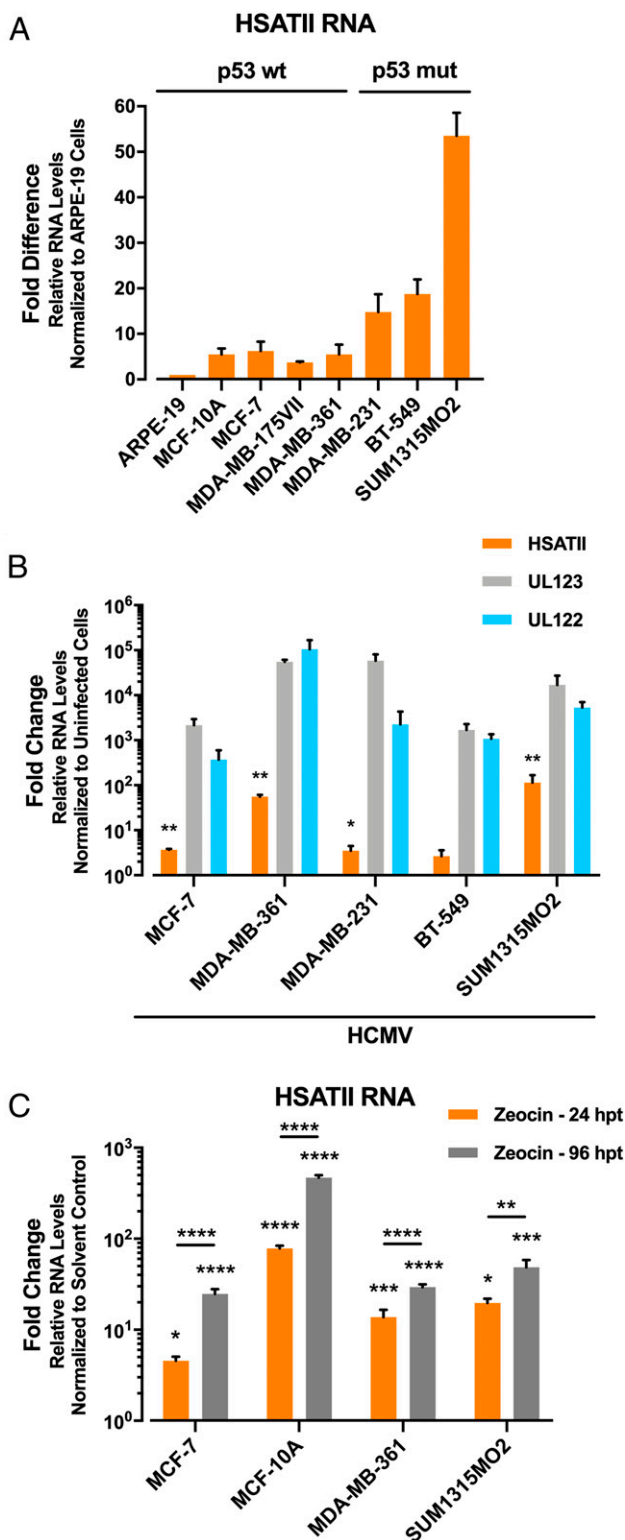 A
HSATII RNA
p53 wt
p53 mut
Fold Difference
Relative RNA Levels
Normalized to ARPE-19 Cells
60
50
40
30
20
10
0
ARPE-19
MCF-10A
MCF-7
MDA-MB-175VII
MDA-MB-361
MDA-MB-231
BT-549
SUM1315MO2
B
HSATII
UL123
UL122
Fold Change
Relative RNA Levels
Normalized to Uninfected Cells
10⁶
10⁵
10⁴
10³
10²
10¹
10⁰
**
**
*
**
MCF-7
MDA-MB-361
MDA-MB-231
BT-549
SUM1315MO2
HCMV
C
HSATII RNA
Zeocin - 24 hpt
Zeocin - 96 hpt
Fold Change
Relative RNA Levels
Normalized to Solvent Control
10³
10²
10¹
10⁰
****
*
****
****
****
****
****
***
****
**
*
***
MCF-7
MCF-10A
MDA-MB-361
SUM1315MO2